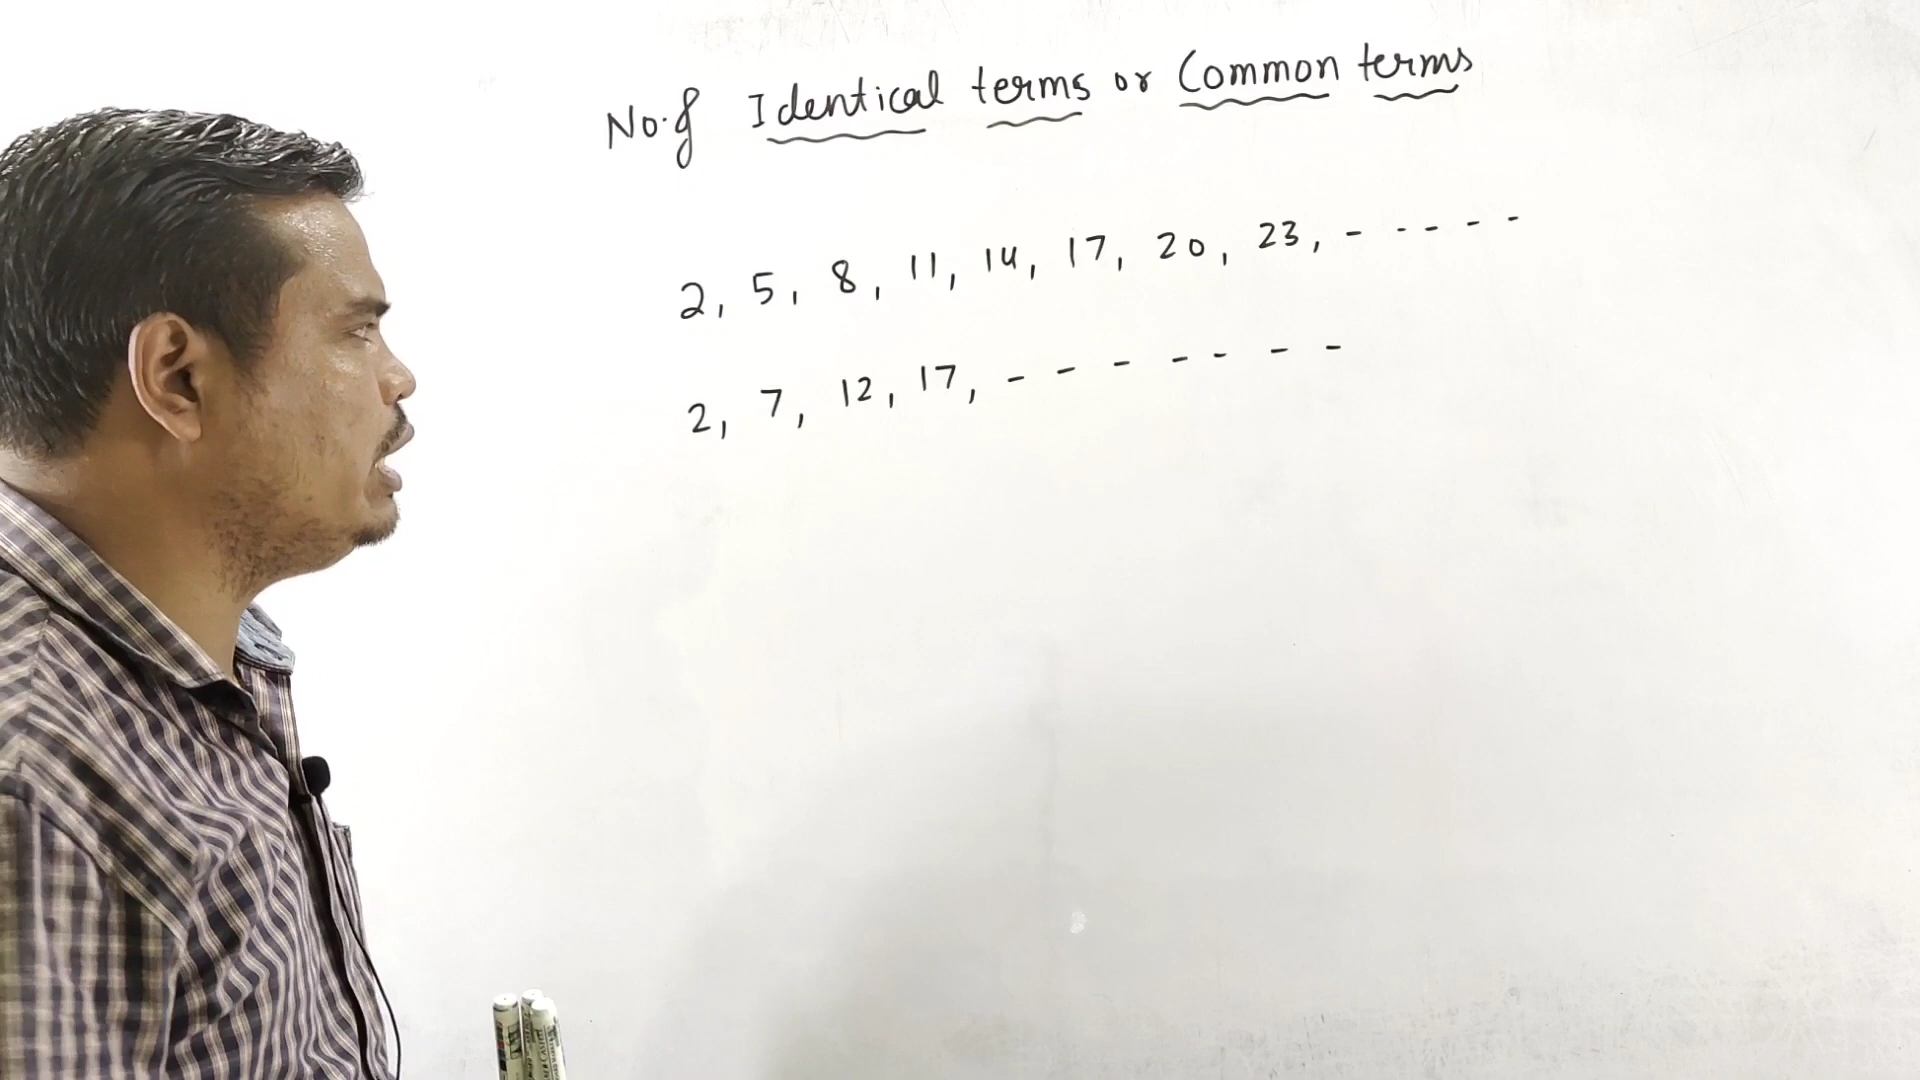 No. of Identical terms or Common terms
2, 5, 8, 11, 14, 17, 20, 23, - - - - -
2, 7, 12, 17, - - - - - - -